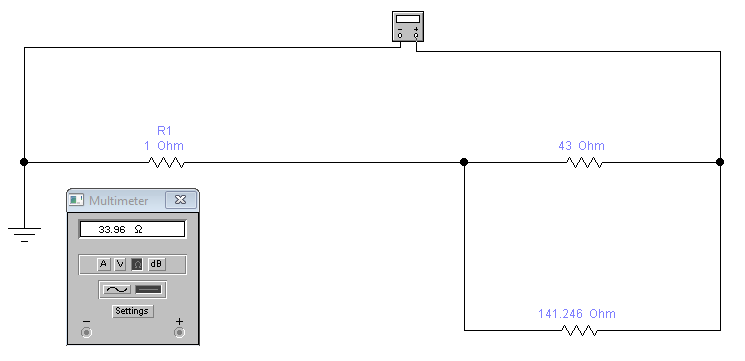 - +
R1
1 Ohm
43 Ohm
Multimeter
33.96 Ω
A V Ω dB
Settings
- +
141.246 Ohm